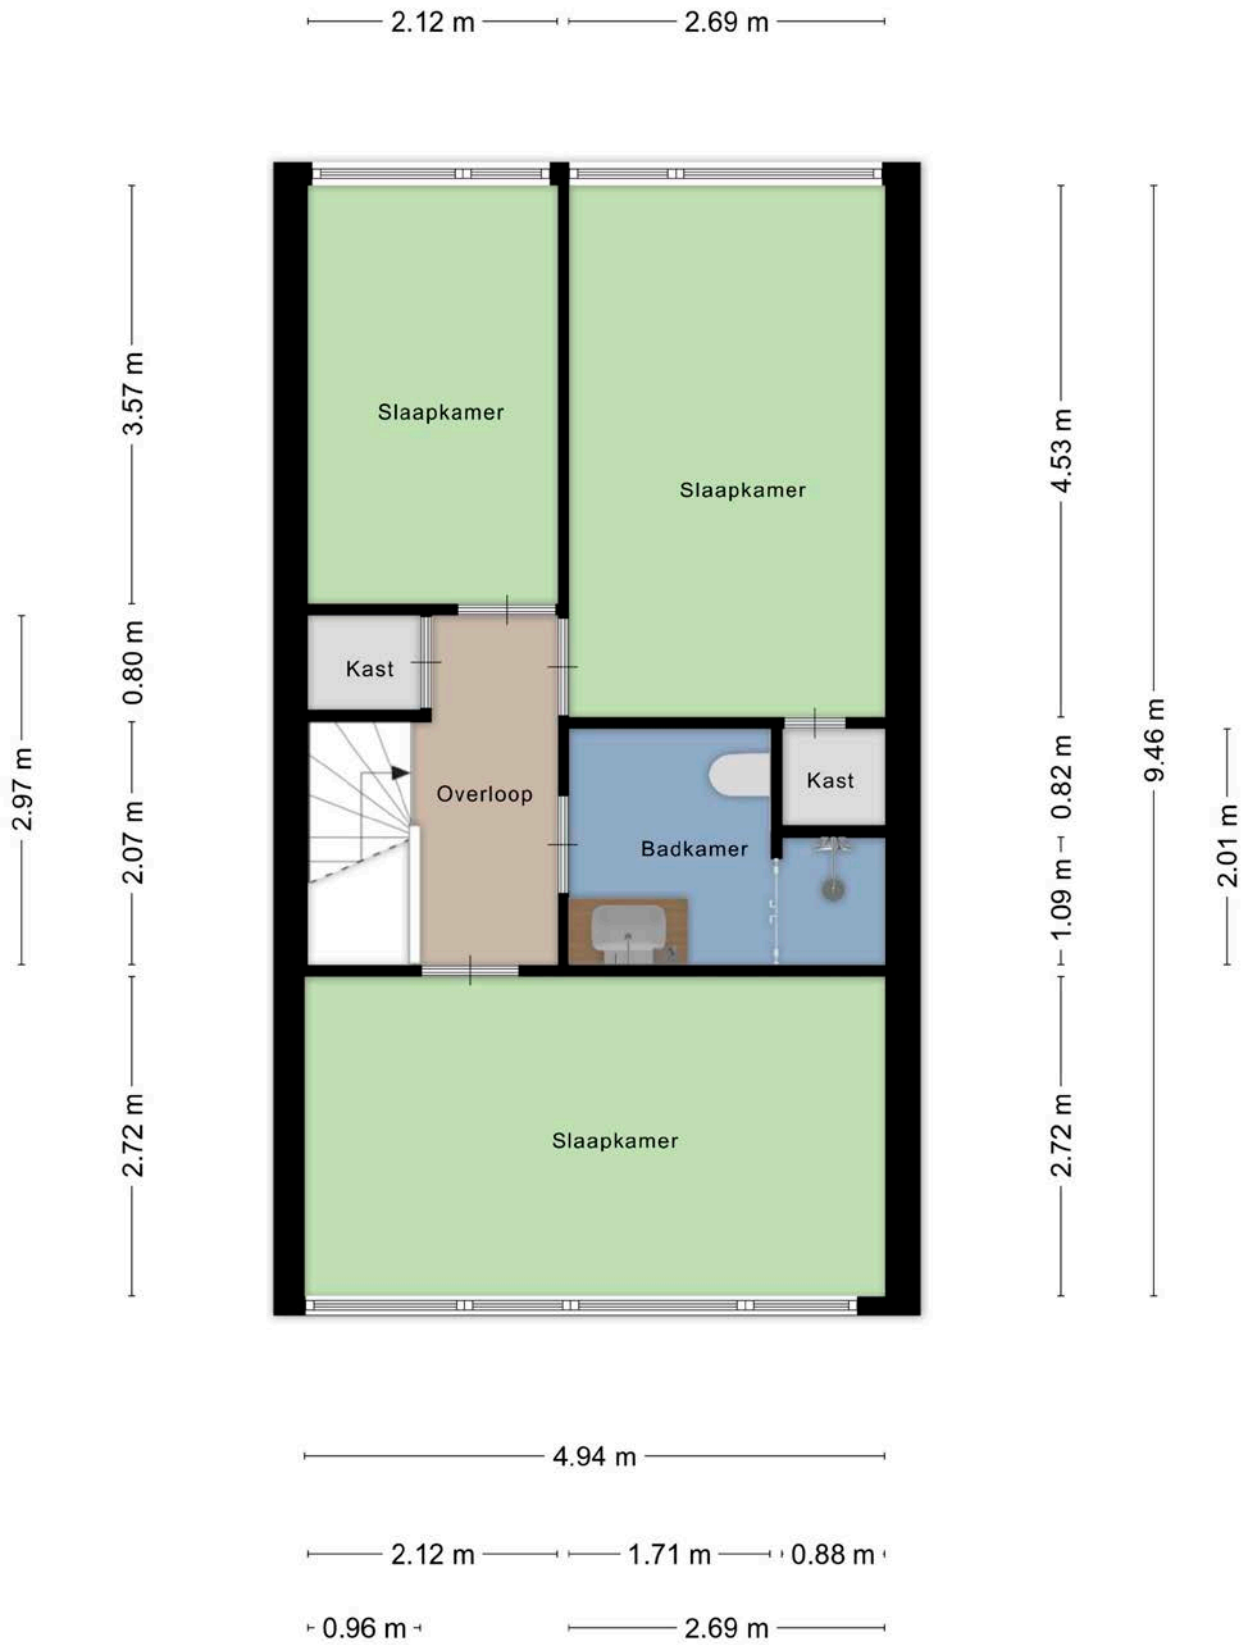 2.12 m
2.69 m
3.57 m
Slaapkamer
4.53 m
Slaapkamer
0.80 m
Kast
9.46 m
2.97 m
2.07 m
Overloop
Kast
0.82 m
Badkamer
2.01 m
1.09 m
2.72 m
Slaapkamer
2.72 m
4.94 m
2.12 m
1.71 m
0.88 m
0.96 m
2.69 m